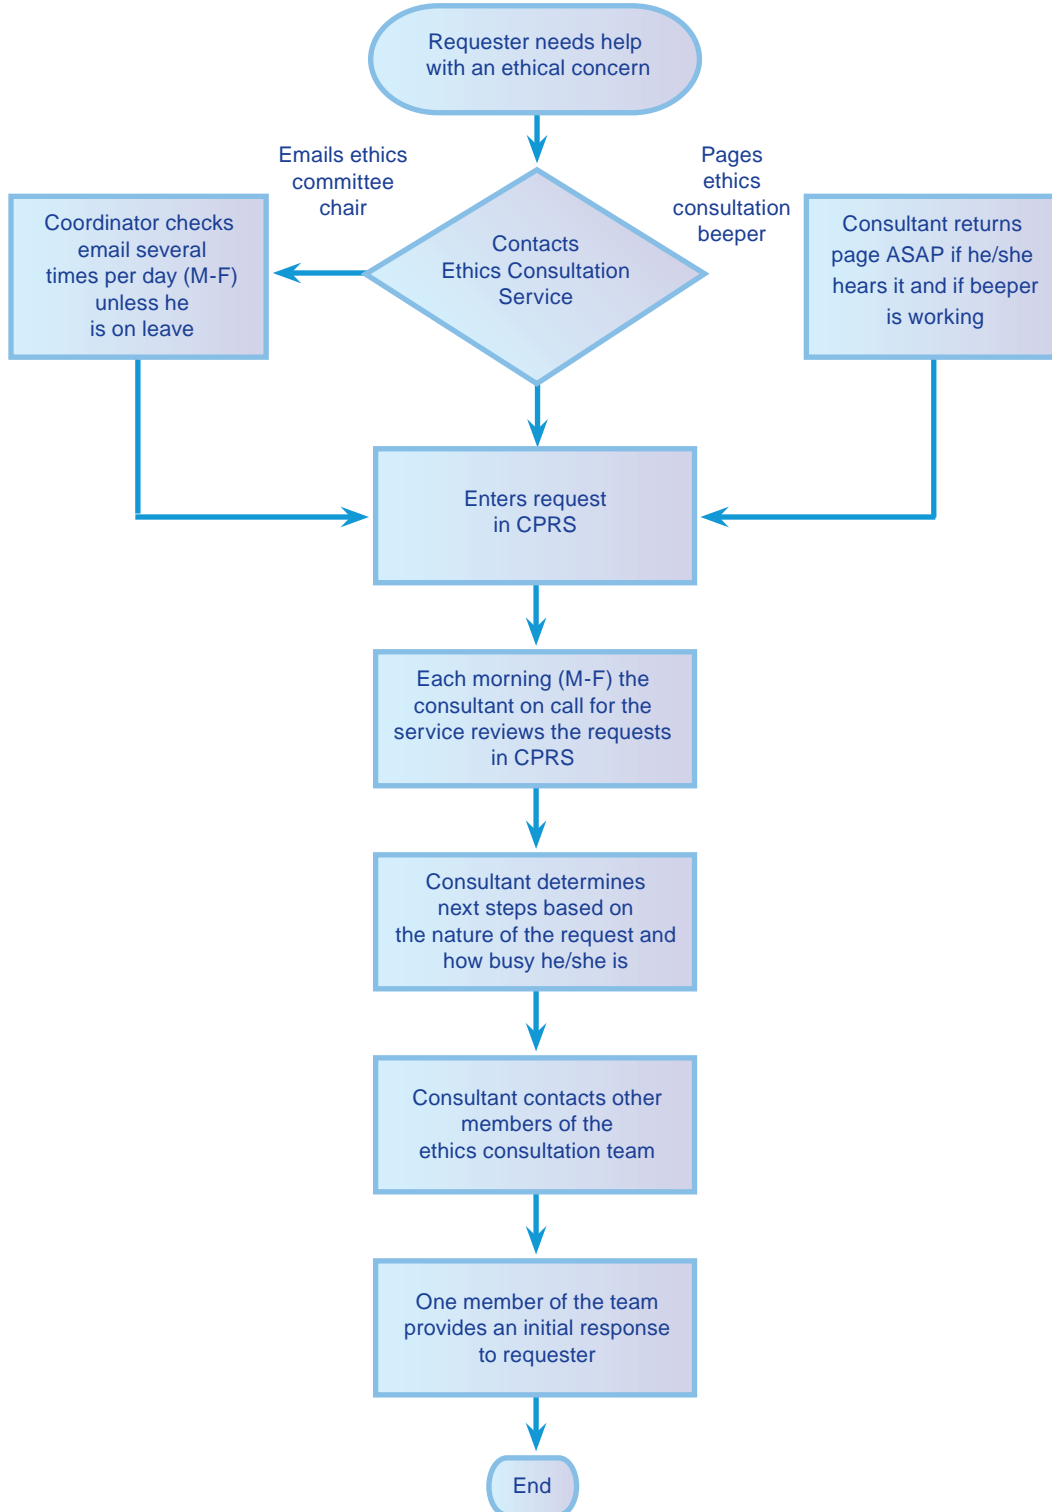 Requester needs help
with an ethical concern
Emails ethics
committee
chair
Pages
ethics
consultation
beeper
Coordinator checks
email several
times per day (M-F)
unless he
is on leave
Contacts
Ethics Consultation
Service
Consultant returns
page ASAP if he/she
hears it and if beeper
is working
Enters request
in CPRS
Each morning (M-F) the
consultant on call for the
service reviews the requests
in CPRS
Consultant determines
next steps based on
the nature of the request and
how busy he/she is
Consultant contacts other
members of the
ethics consultation team
One member of the team
provides an initial response
to requester
End